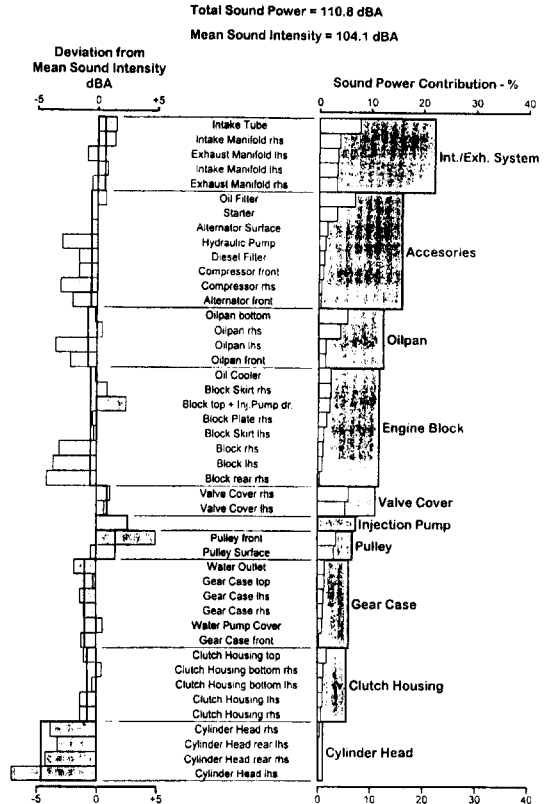 Total Sound Power = 110.8 dBA
Mean Sound Intensity = 104.1 dBA
Deviation from
Mean Sound Intensity
dBA
-5 0 +5
Sound Power Contribution - %
0 10 20 30 40
Intake Tube
Intake Manifold rhs
Exhaust Manifold lhs
Intake Manifold lhs
Exhaust Manifold rhs
Int./Exh. System
Oil Filter
Starter
Alternator Surface
Hydraulic Pump
Diesel Filter
Compressor front
Compressor rhs
Alternator front
Accesories
Oilpan bottom
Oilpan rhs
Oilpan lhs
Oilpan front
Oilpan
Oil Cooler
Block Skirt rhs
Block top + Inj.Pump dr.
Block Plate rhs
Block Skirt lhs
Block rhs
Block lhs
Block rear rhs
Engine Block
Valve Cover rhs
Valve Cover lhs
Valve Cover
Injection Pump
Pulley front
Pulley Surface
Pulley
Water Outlet
Gear Case top
Gear Case lhs
Gear Case rhs
Water Pump Cover
Gear Case front
Gear Case
Clutch Housing top
Clutch Housing bottom rhs
Clutch Housing bottom lhs
Clutch Housing lhs
Clutch Housing rhs
Clutch Housing
Cylinder Head rhs
Cylinder Head rear lhs
Cylinder Head rear rhs
Cylinder Head lhs
Cylinder Head
-5 0 +5
0 10 20 30 40